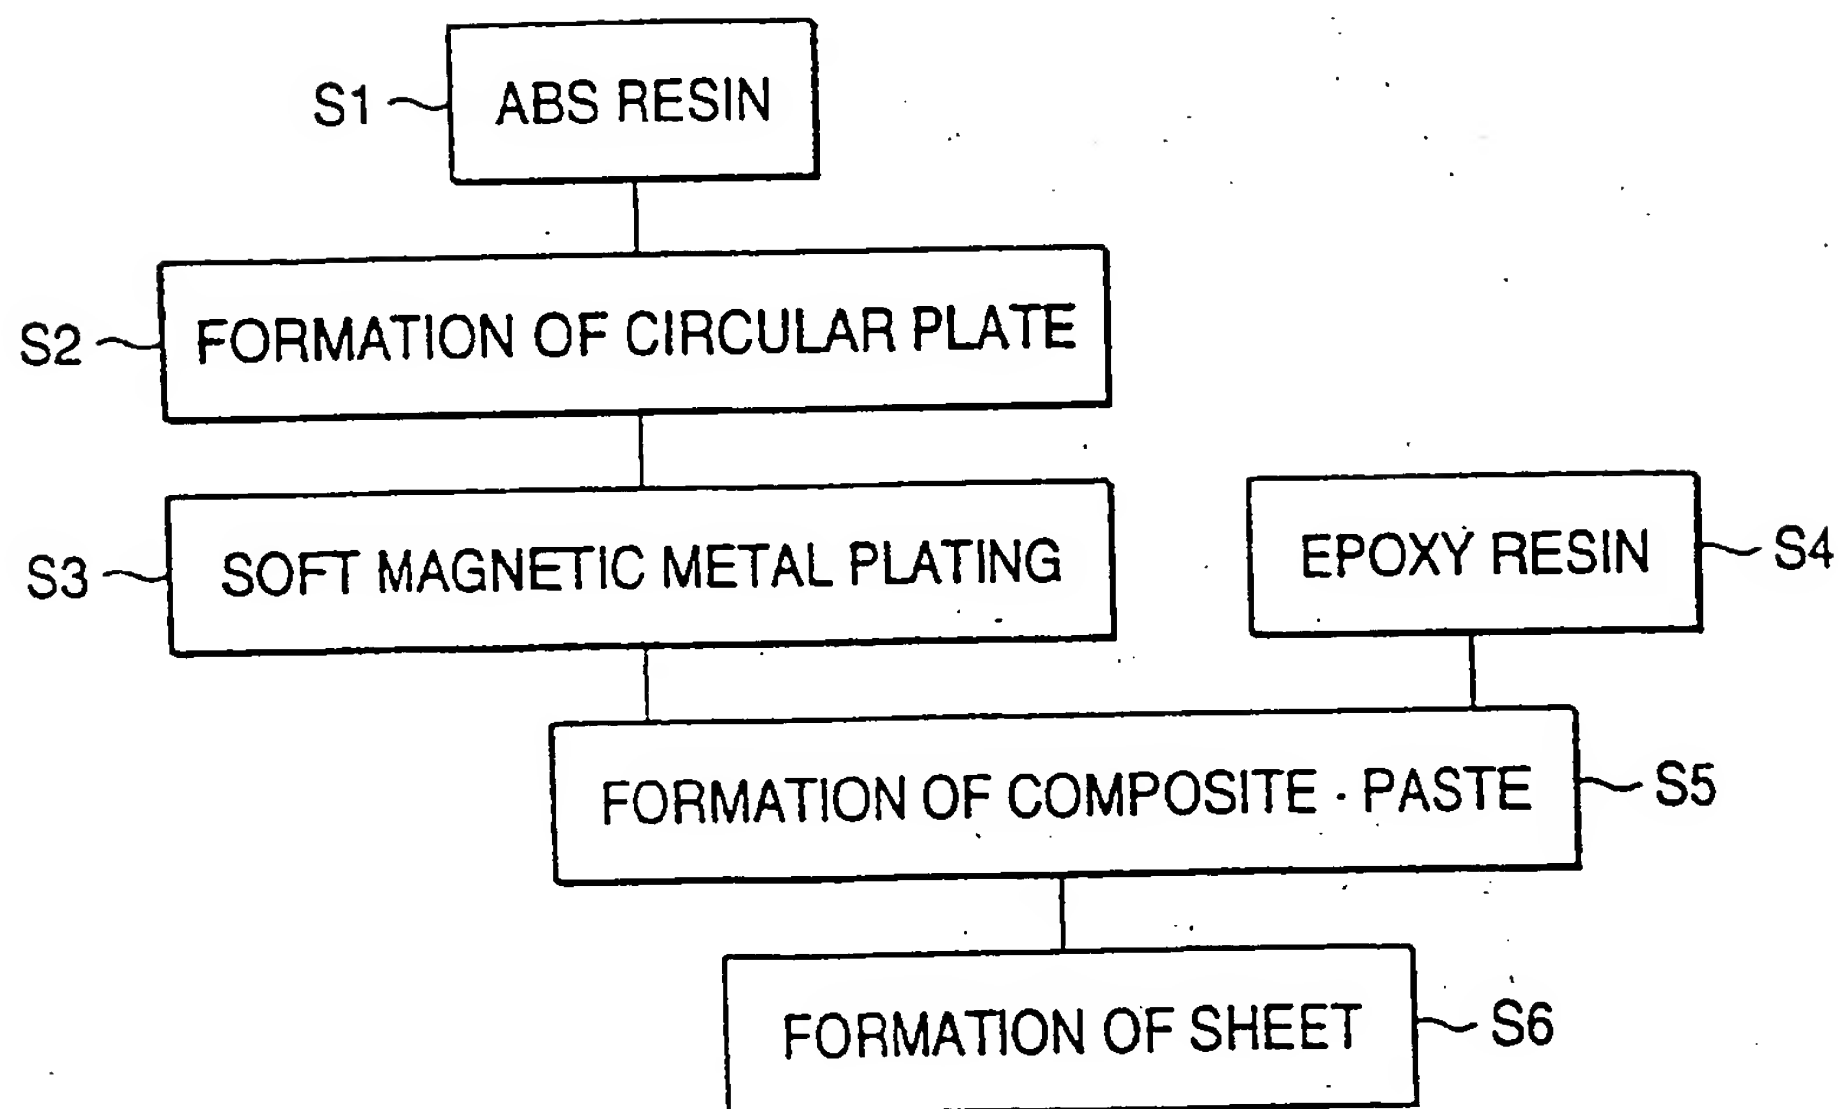 S1 ABS RESIN
S2 FORMATION OF CIRCULAR PLATE
S3 SOFT MAGNETIC METAL PLATING
EPOXY RESIN S4
FORMATION OF COMPOSITE · PASTE S5
FORMATION OF SHEET S6